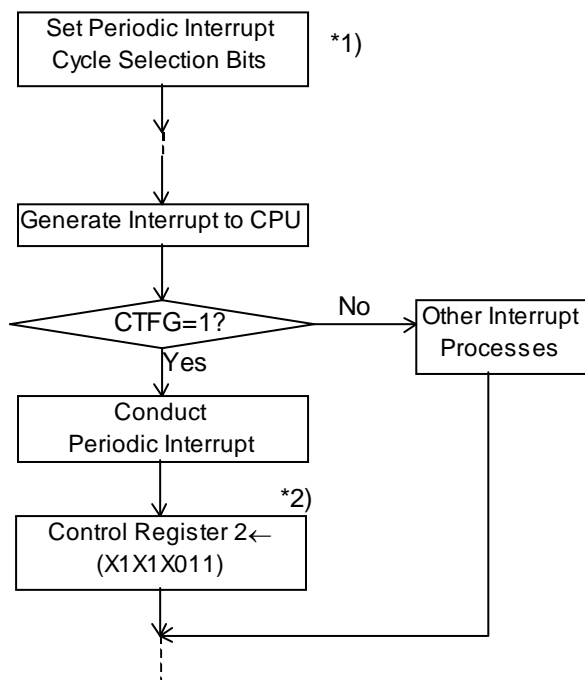 Set Periodic Interrupt
Cycle Selection Bits
*1)
Generate Interrupt to CPU
CTFG=1?
No
Other Interrupt
Processes
Yes
Conduct
Periodic Interrupt
*2)
Control Register 2←
(X1X1X011)